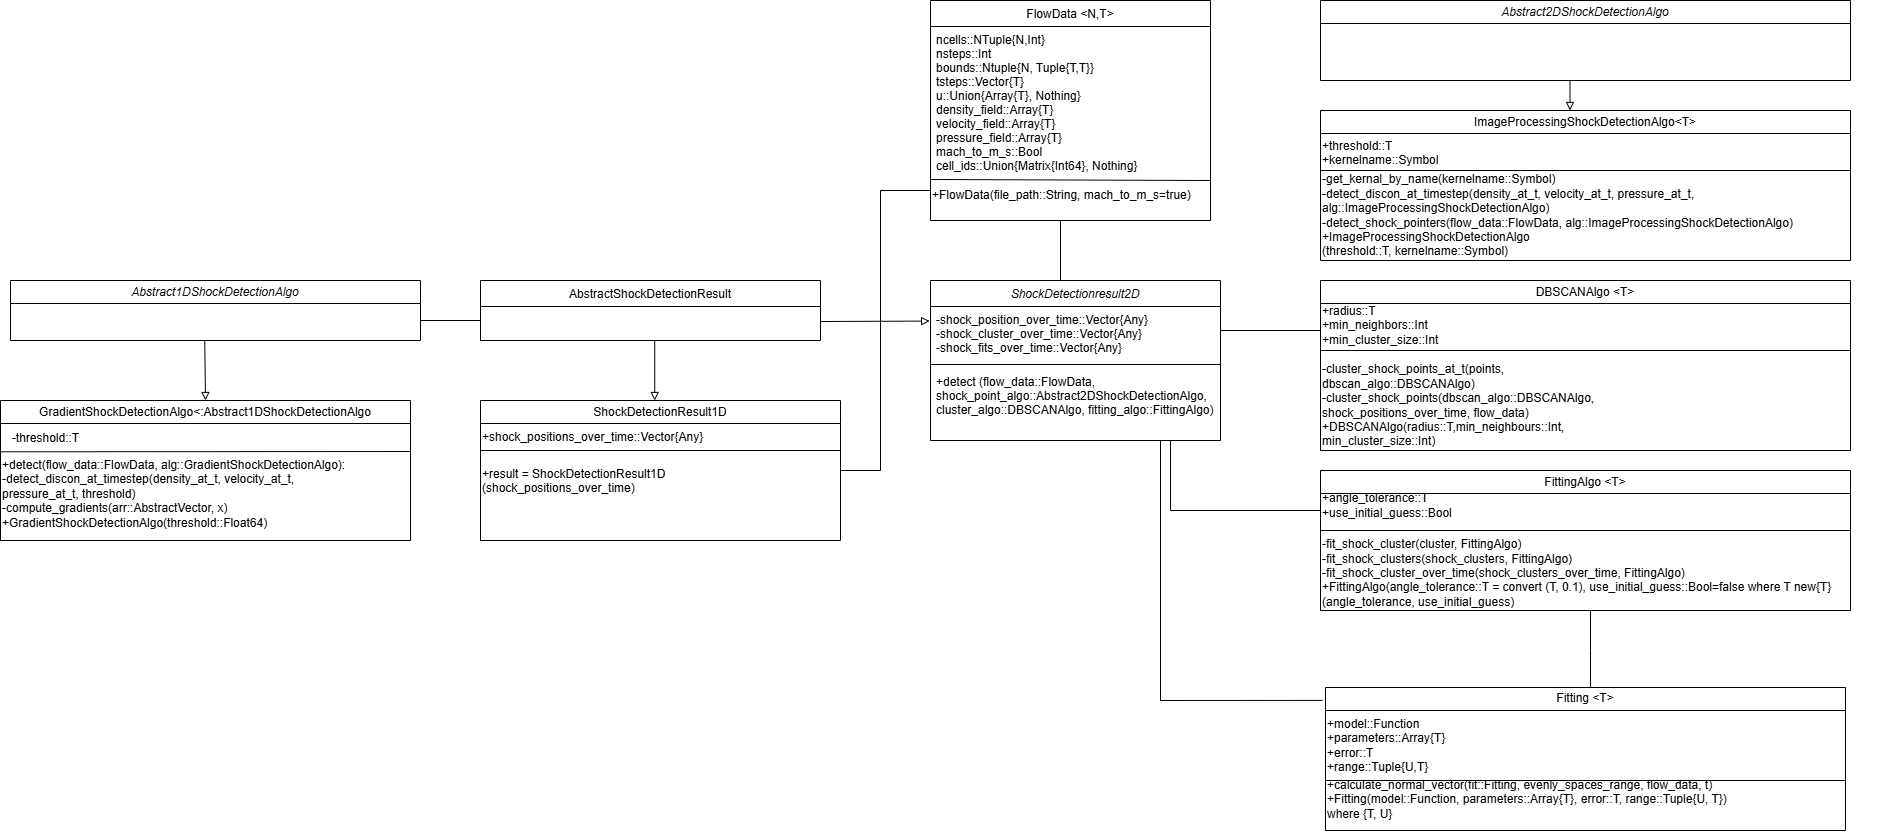 FlowData <N,T>
ncells::NTuple{N,Int}
nsteps::Int
bounds::Ntuple{N, Tuple{T,T}}
tsteps::Vector{T}
u::Union{Array{T}, Nothing}
density_field::Array{T}
velocity_field::Array{T}
pressure_field::Array{T}
mach_to_m_s::Bool
cell_ids::Union{Matrix{Int64}, Nothing}
+FlowData(file_path::String, mach_to_m_s=true)
Abstract2DShockDetectionAlgo
ImageProcessingShockDetectionAlgo<T>
+threshold::T
+kernelname::Symbol
-get_kernal_by_name(kernelname::Symbol)
-detect_discon_at_timestep(density_at_t, velocity_at_t, pressure_at_t,
alg::ImageProcessingShockDetectionAlgo)
-detect_shock_pointers(flow_data::FlowData, alg::ImageProcessingShockDetectionAlgo)
+ImageProcessingShockDetectionAlgo
(threshold::T, kernelname::Symbol)
Abstract1DShockDetectionAlgo
AbstractShockDetectionResult
ShockDetectionresult2D
-shock_position_over_time::Vector{Any}
-shock_cluster_over_time::Vector{Any}
-shock_fits_over_time::Vector{Any}
+detect (flow_data::FlowData,
shock_point_algo::Abstract2DShockDetectionAlgo,
cluster_algo::DBSCANAlgo, fitting_algo::FittingAlgo)
DBSCANAlgo <T>
+radius::T
+min_neighbors::Int
+min_cluster_size::Int
-cluster_shock_points_at_t(points,
dbscan_algo::DBSCANAlgo)
-cluster_shock_points(dbscan_algo::DBSCANAlgo,
shock_positions_over_time, flow_data)
+DBSCANAlgo(radius::T,min_neighbours::Int,
min_cluster_size::Int)
GradientShockDetectionAlgo<:Abstract1DShockDetectionAlgo
-threshold::T
+detect(flow_data::FlowData, alg::GradientShockDetectionAlgo):
-detect_discon_at_timestep(density_at_t, velocity_at_t,
pressure_at_t, threshold)
-compute_gradients(arr::AbstractVector, x)
+GradientShockDetectionAlgo(threshold::Float64)
ShockDetectionResult1D
+shock_positions_over_time::Vector{Any}
+result = ShockDetectionResult1D
(shock_positions_over_time)
FittingAlgo <T>
+angle_tolerance::T
+use_initial_guess::Bool
-fit_shock_cluster(cluster, FittingAlgo)
-fit_shock_clusters(shock_clusters, FittingAlgo)
-fit_shock_cluster_over_time(shock_clusters_over_time, FittingAlgo)
+FittingAlgo(angle_tolerance::T = convert (T, 0.1), use_initial_guess::Bool=false where T new{T}
(angle_tolerance, use_initial_guess)
Fitting <T>
+model::Function
+parameters::Array{T}
+error::T
+range::Tuple{U,T}
+calculate_normal_vector(fit::Fitting, evenly_spaces_range, flow_data, t)
+Fitting(model::Function, parameters::Array{T}, error::T, range::Tuple{U, T})
where {T, U}